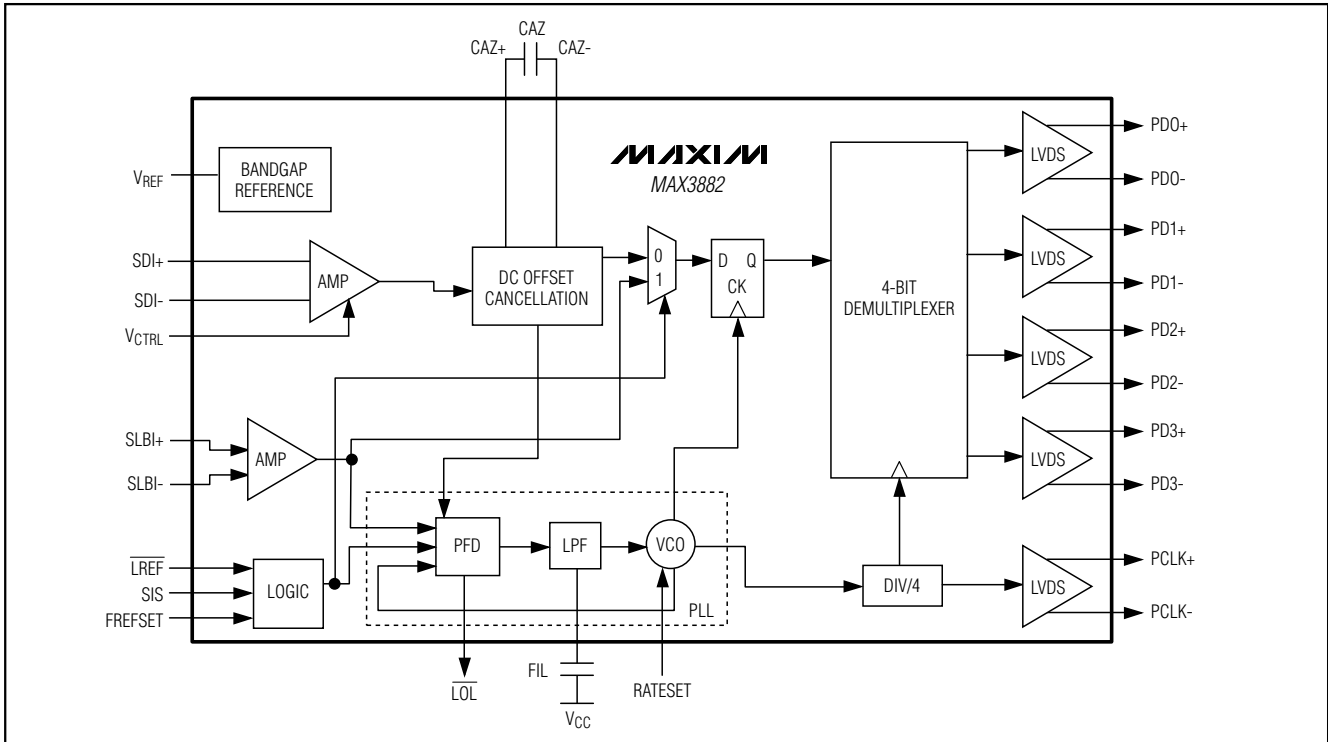 CAZ
CAZ+
CAZ-
MAXIM
MAX3882
VREF
BANDGAP
REFERENCE
SDI+
SDI-
VCTRL
AMP
DC OFFSET
CANCELLATION
0
1
D Q
CK
4-BIT
DEMULTIPLEXER
LVDS
PD0+
PD0-
LVDS
PD1+
PD1-
LVDS
PD2+
PD2-
LVDS
PD3+
PD3-
SLBI+
SLBI-
AMP
LREF
SIS
FREFSET
LOGIC
PFD
LPF
VCO
PLL
DIV/4
LVDS
PCLK+
PCLK-
LOL
FIL
VCC
RATESET